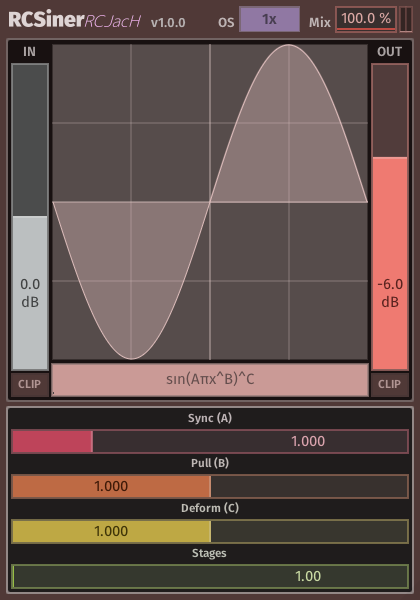 RCSiner RCJacH v1.0.0 OS 1x Mix 100.0 %
IN OUT
0.0 dB
-6.0 dB
sin(Aπx^B)^C
CLIP CLIP
Sync (A)
1.000
Pull (B)
1.000
Deform (C)
1.000
Stages
1.00